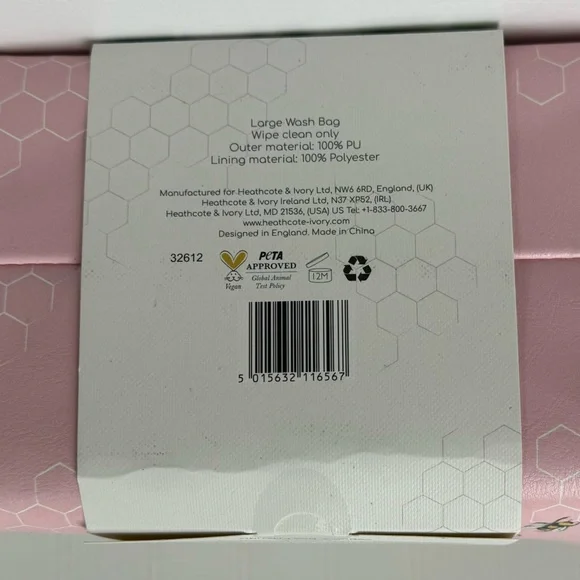 Large Wash Bag
Wipe clean only
Outer material: 100% PU
Lining material: 100% Polyester
Manufactured for Heathcote & Ivory Ltd, NW6 6RD, England, (UK)
Heathcote & Ivory Ireland Ltd, N37 XP82, (IRL)
Heathcote & Ivory Ltd, MD 21536, (USA) US Tel: +1-833-800-3667
www.heathcote-ivory.com
Designed in England, Made in China
32612
Vegan
PETA
APPROVED
Global Animal
Test Policy
12M
5 015632 116567